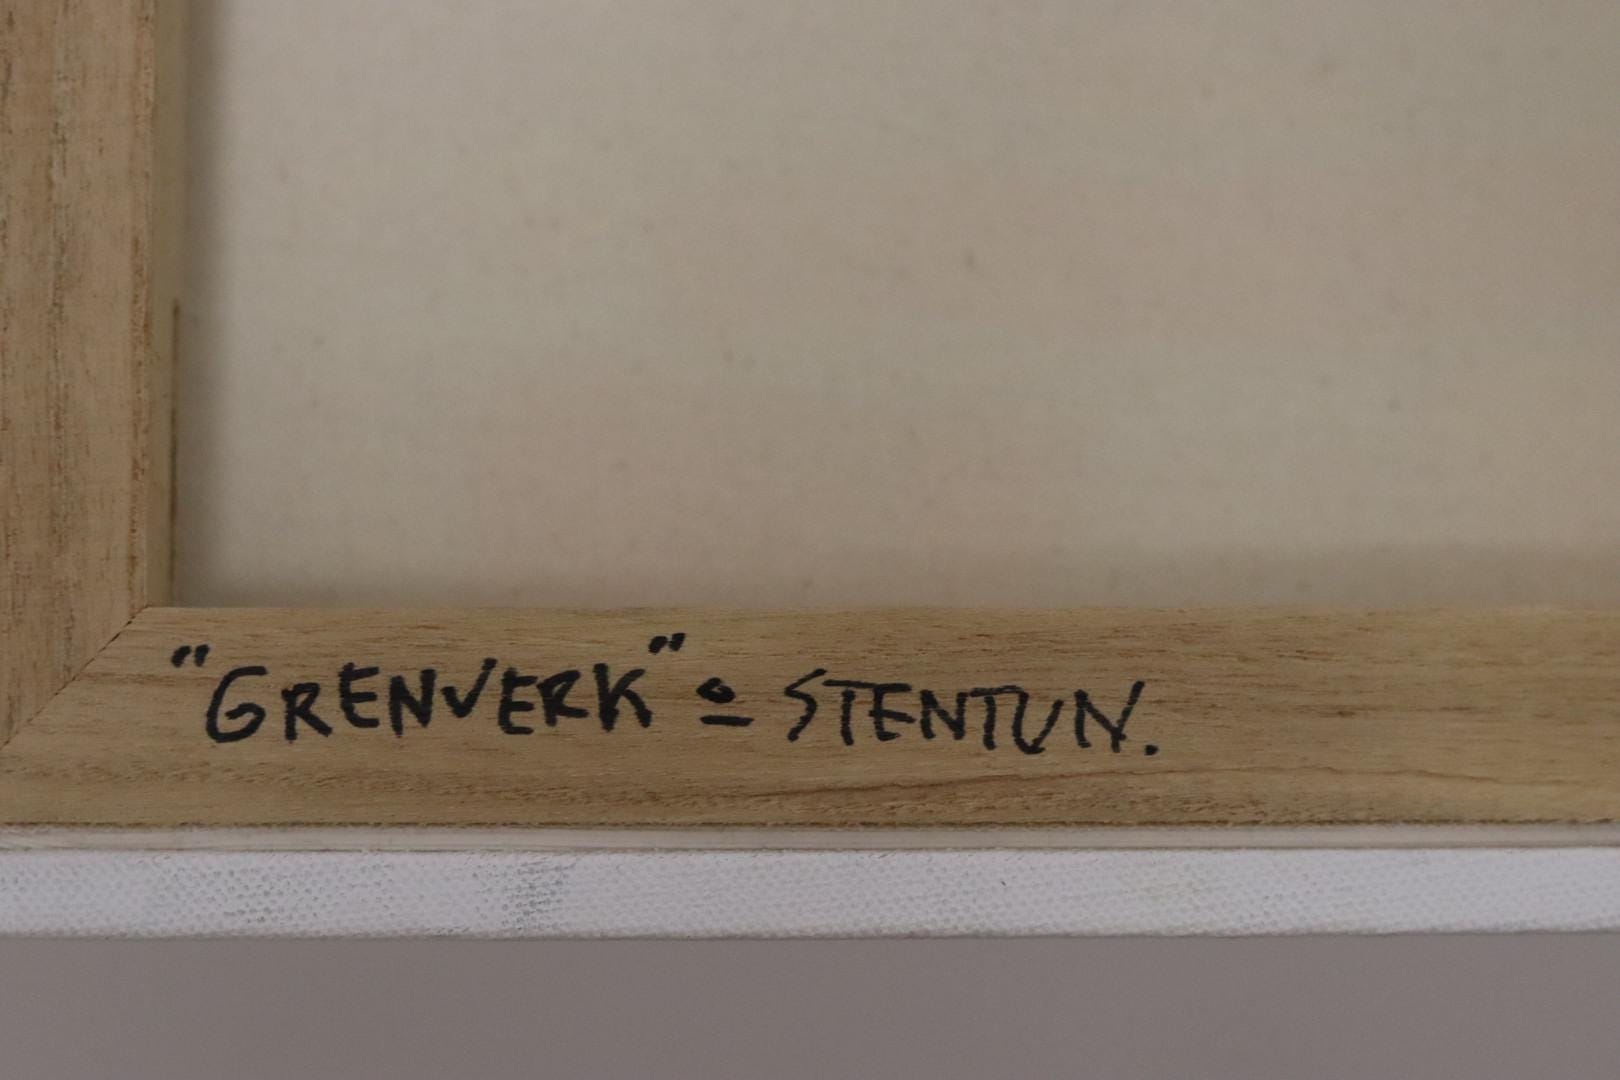 "GRENVERK" º STENTUN.